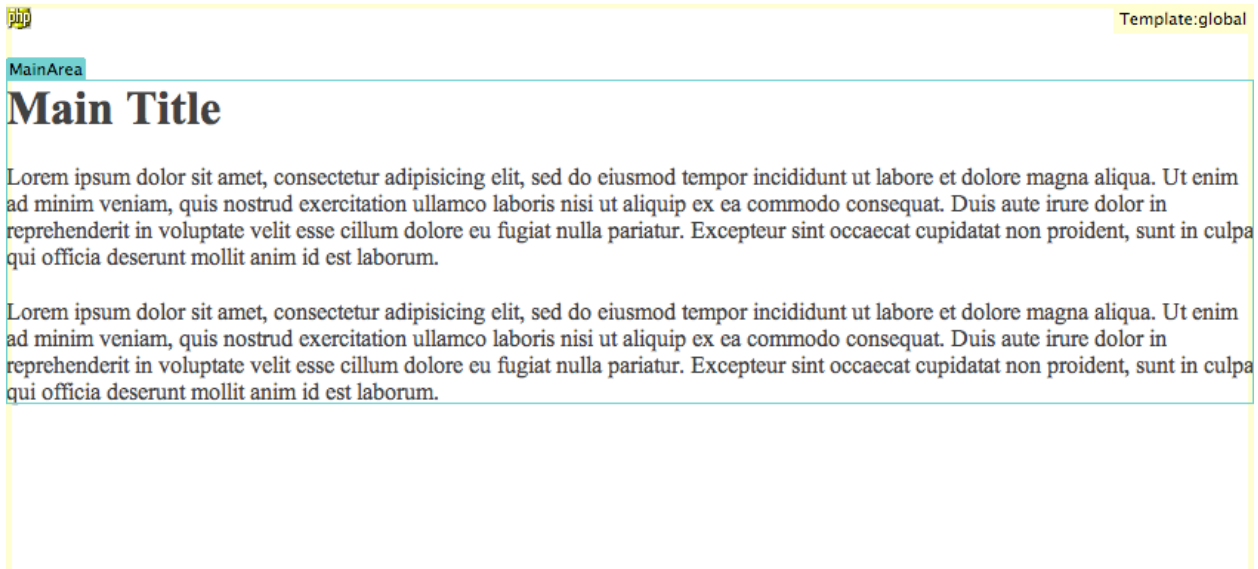 php
Template:global
MainArea
Main Title
Lorem ipsum dolor sit amet, consectetur adipisicing elit, sed do eiusmod tempor incididunt ut labore et dolore magna aliqua. Ut enim
ad minim veniam, quis nostrud exercitation ullamco laboris nisi ut aliquip ex ea commodo consequat. Duis aute irure dolor in
reprehenderit in voluptate velit esse cillum dolore eu fugiat nulla pariatur. Excepteur sint occaecat cupidatat non proident, sunt in culpa
qui officia deserunt mollit anim id est laborum.
Lorem ipsum dolor sit amet, consectetur adipisicing elit, sed do eiusmod tempor incididunt ut labore et dolore magna aliqua. Ut enim
ad minim veniam, quis nostrud exercitation ullamco laboris nisi ut aliquip ex ea commodo consequat. Duis aute irure dolor in
reprehenderit in voluptate velit esse cillum dolore eu fugiat nulla pariatur. Excepteur sint occaecat cupidatat non proident, sunt in culpa
qui officia deserunt mollit anim id est laborum.